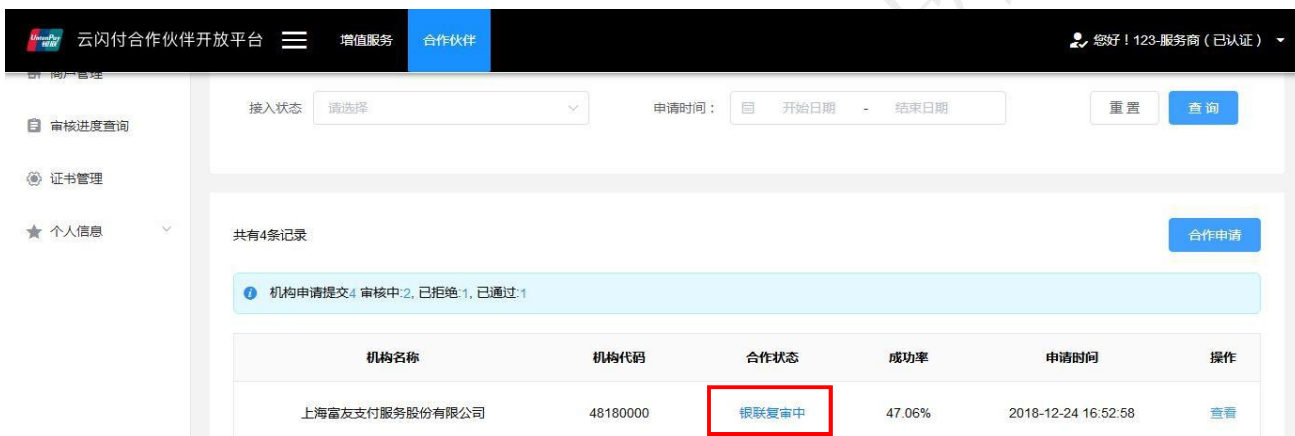 UnionPay 银联 云闪付合作伙伴开放平台 增值服务 合作伙伴 您好！123-服务商（已认证）
商户管理
接入状态 请选择 申请时间： 开始日期 - 结束日期 重置 查询
审核进度查询
证书管理
个人信息
共有4条记录 合作申请
机构申请提交4 审核中:2, 已拒绝:1, 已通过:1
机构名称 机构代码 合作状态 成功率 申请时间 操作
上海富友支付服务股份有限公司 48180000 银联复审中 47.06% 2018-12-24 16:52:58 查看